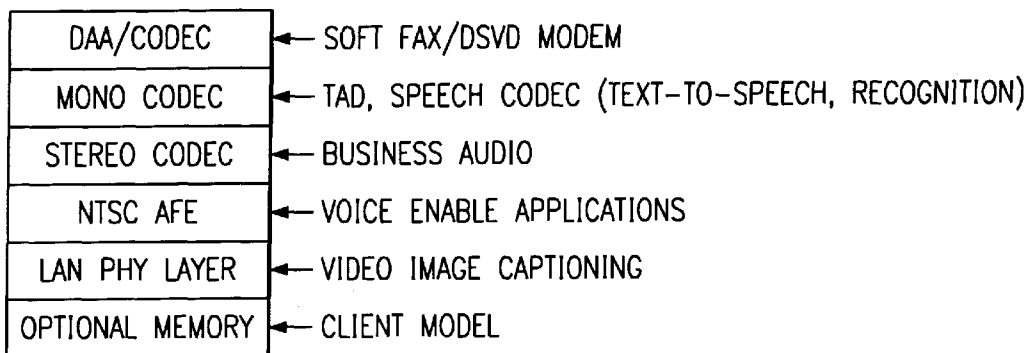 DAA/CODEC SOFT FAX/DSVD MODEM
MONO CODEC TAD, SPEECH CODEC (TEXT-TO-SPEECH, RECOGNITION)
STEREO CODEC BUSINESS AUDIO
NTSC AFE VOICE ENABLE APPLICATIONS
LAN PHY LAYER VIDEO IMAGE CAPTIONING
OPTIONAL MEMORY CLIENT MODEL